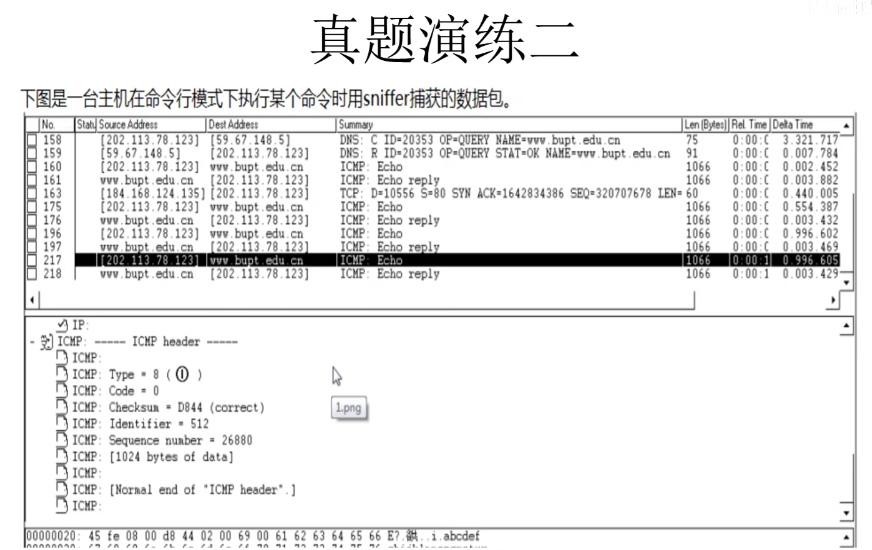 真题演练二
下图是一台主机在命令行模式下执行某个命令时用sniffer捕获的数据包。
No. Statu Source Address Dest Address Summary Len (Bytes) Rel. Time Delta Time
158 [202.113.78.123] [59.67.148.5] DNS: C ID=20353 OP=QUERY NAME=www.bupt.edu.cn 75 0:00:0 3.321.717
159 [59.67.148.5] [202.113.78.123] DNS: R ID=20353 OP=QUERY STAT=OK NAME=www.bupt.edu.cn 91 0:00:0 0.007.784
160 [202.113.78.123] www.bupt.edu.cn ICMP: Echo 1066 0:00:0 0.002.452
161 www.bupt.edu.cn [202.113.78.123] ICMP: Echo reply 1066 0:00:0 0.003.882
163 [184.168.124.135] [202.113.78.123] TCP: D=10556 S=80 SYN ACK=1642834386 SEQ=320707678 LEN= 60 0:00:0 0.440.005
175 [202.113.78.123] www.bupt.edu.cn ICMP: Echo 1066 0:00:0 0.554.387
176 www.bupt.edu.cn [202.113.78.123] ICMP: Echo reply 1066 0:00:0 0.003.432
196 [202.113.78.123] www.bupt.edu.cn ICMP: Echo 1066 0:00:0 0.996.602
197 www.bupt.edu.cn [202.113.78.123] ICMP: Echo reply 1066 0:00:0 0.003.469
217 [202.113.78.123] www.bupt.edu.cn ICMP: Echo 1066 0:00:1 0.996.605
218 www.bupt.edu.cn [202.113.78.123] ICMP: Echo reply 1066 0:00:1 0.003.429
IP:
- ICMP: ----- ICMP header -----
ICMP:
ICMP: Type = 8 ( ① )
ICMP: Code = 0
ICMP: Checksum = D844 (correct)
ICMP: Identifier = 512
ICMP: Sequence number = 26880
ICMP: [1024 bytes of data]
ICMP:
ICMP: [Normal end of "ICMP header".]
ICMP:
1.png
00000020: 45 fe 08 00 d8 44 02 00 69 00 61 62 63 64 65 66 E?...i.abcdef